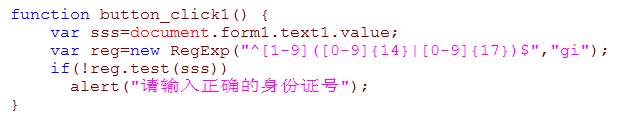 function button_click1() {
    var sss=document.form1.text1.value;
    var reg=new RegExp("^[1-9]([0-9]{14}|[0-9]{17})$","gi");
    if(!reg.test(sss))
      alert("请输入正确的身份证号");
}